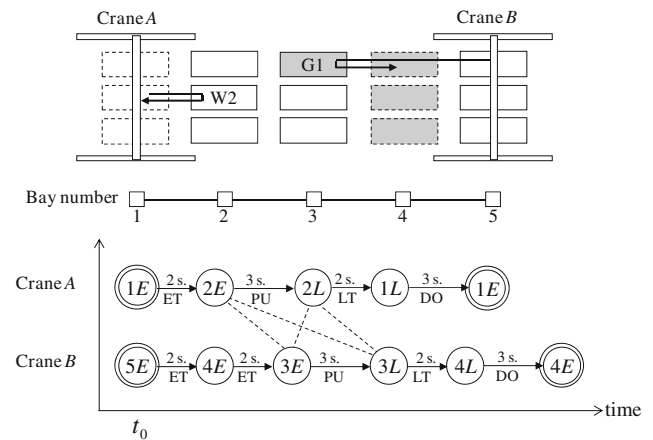 Crane A Crane B
G1
W2
Bay number
1 2 3 4 5
Crane A 1E 2 s. ET 2E 3 s. PU 2L 2 s. LT 1L 3 s. DO 1E
Crane B 5E 2 s. ET 4E 2 s. ET 3E 3 s. PU 3L 2 s. LT 4L 3 s. DO 4E
time
t0